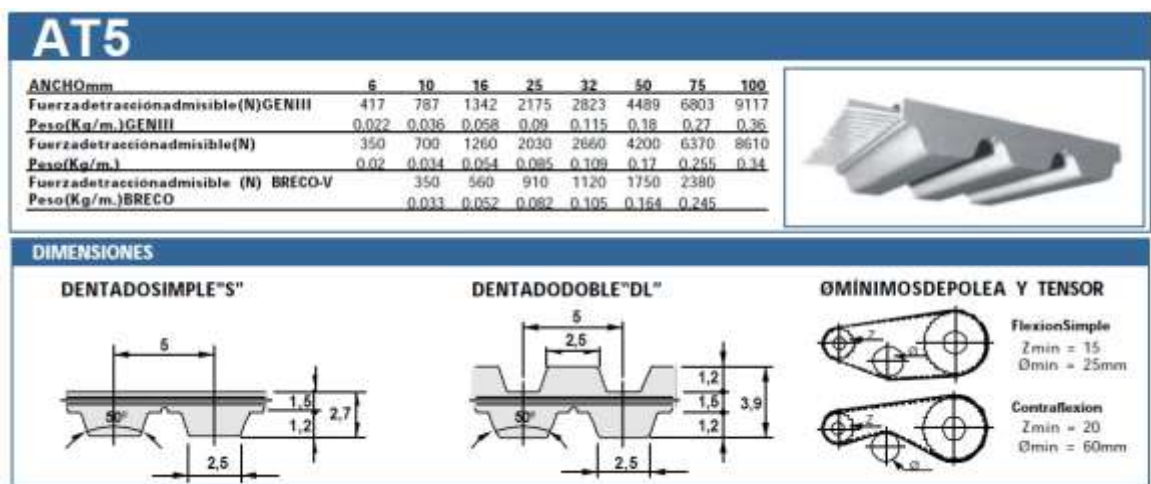 AT5
ANCHOmm 6 10 16 25 32 50 75 100
Fuerzadetracciónadmisible(N)GENIII 417 787 1342 2175 2823 4489 6803 9117
Peso(Kg/m.)GENIII 0.022 0.036 0.058 0.09 0.115 0.18 0.27 0.36
Fuerzadetracciónadmisible(N) 350 700 1260 2030 2660 4200 6370 8610
Peso(Kg/m.) 0.02 0.034 0.054 0.085 0.109 0.17 0.255 0.34
Fuerzadetracciónadmisible (N) BRECO-V 350 560 910 1120 1750 2380
Peso(Kg/m.)BRECO 0.033 0.052 0.082 0.105 0.164 0.245
DIMENSIONES
DENTADOSIMPLE"S"
5
1,5
2,7
1,2
50º
2,5
DENTADODOBLE"DL"
5
2,5
1,2
1,5
3,9
1,2
50º
2,5
ØMÍNIMOSDEPOLEA Y TENSOR
Z
Ø
FlexionSimple
Zmin = 15
Ømin = 25mm
Z
Ø
Contraflexion
Zmin = 20
Ømin = 60mm